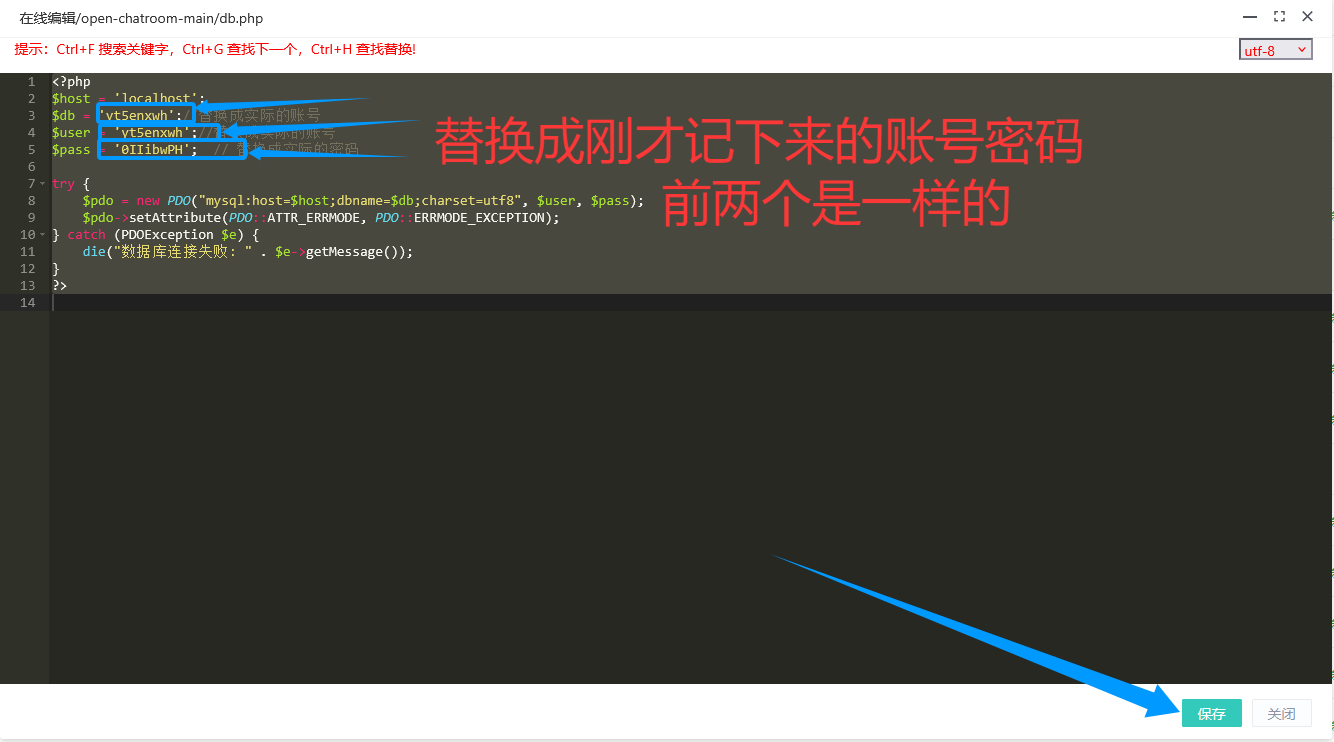 在线编辑/open-chatroom-main/db.php
提示：Ctrl+F 搜索关键字，Ctrl+G 查找下一个，Ctrl+H 查找替换!
utf-8
1 <?php
2 $host = 'localhost';
3 $db = 'yt5enxwh';//替换成实际的账号
4 $user = 'yt5enxwh';//替换成实际的账号
5 $pass = '0IIibwPH';  // 替换成实际的密码
6
7 try {
8     $pdo = new PDO("mysql:host=$host;dbname=$db;charset=utf8", $user, $pass);
9     $pdo->setAttribute(PDO::ATTR_ERRMODE, PDO::ERRMODE_EXCEPTION);
10 } catch (PDOException $e) {
11     die("数据库连接失败: " . $e->getMessage());
12 }
13 ?>
14
替换成刚才记下来的账号密码
前两个是一样的
保存
关闭